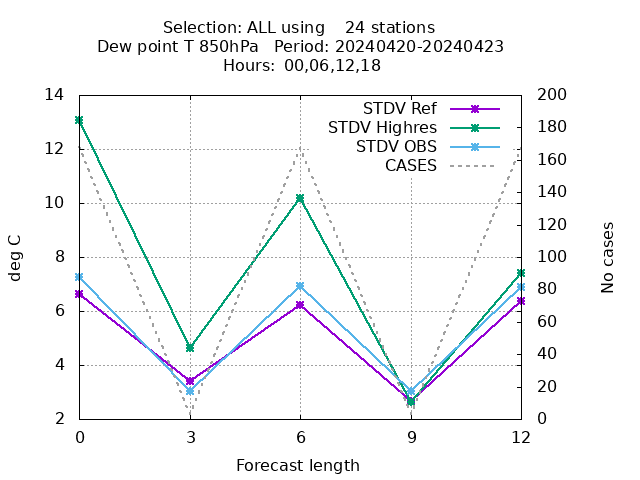 Selection: ALL using    24 stations
Dew point T 850hPa   Period: 20240420-20240423
Hours: 00,06,12,18
STDV Ref
STDV Highres
STDV OBS
CASES
deg C
14
12
10
8
6
4
2
200
180
160
140
120
100
80
60
40
20
0
No cases
0 3 6 9 12
Forecast length